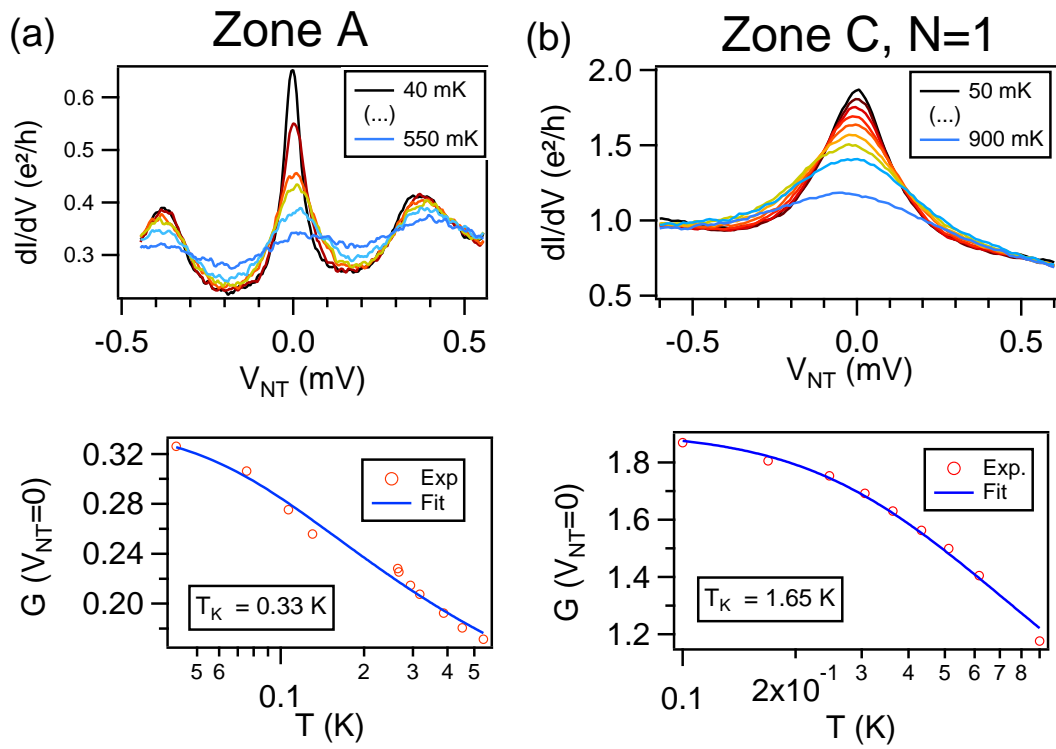 (a) Zone A
0.6
0.5
0.4
0.3
dI/dV (e²/h)
40 mK
(...)
550 mK
-0.5 0.0 0.5
V_NT (mV)
(b) Zone C, N=1
2.0
1.5
1.0
0.5
dI/dV (e²/h)
50 mK
(...)
900 mK
-0.5 0.0 0.5
V_NT (mV)
0.32
0.28
0.24
0.20
G (V_NT=0)
Exp
Fit
T_K = 0.33 K
5 6 0.1 2 3 4 5
T (K)
1.8
1.6
1.4
1.2
G (V_NT=0)
Exp.
Fit
T_K = 1.65 K
0.1 2x10⁻¹ 3 4 5 6 7 8
T (K)